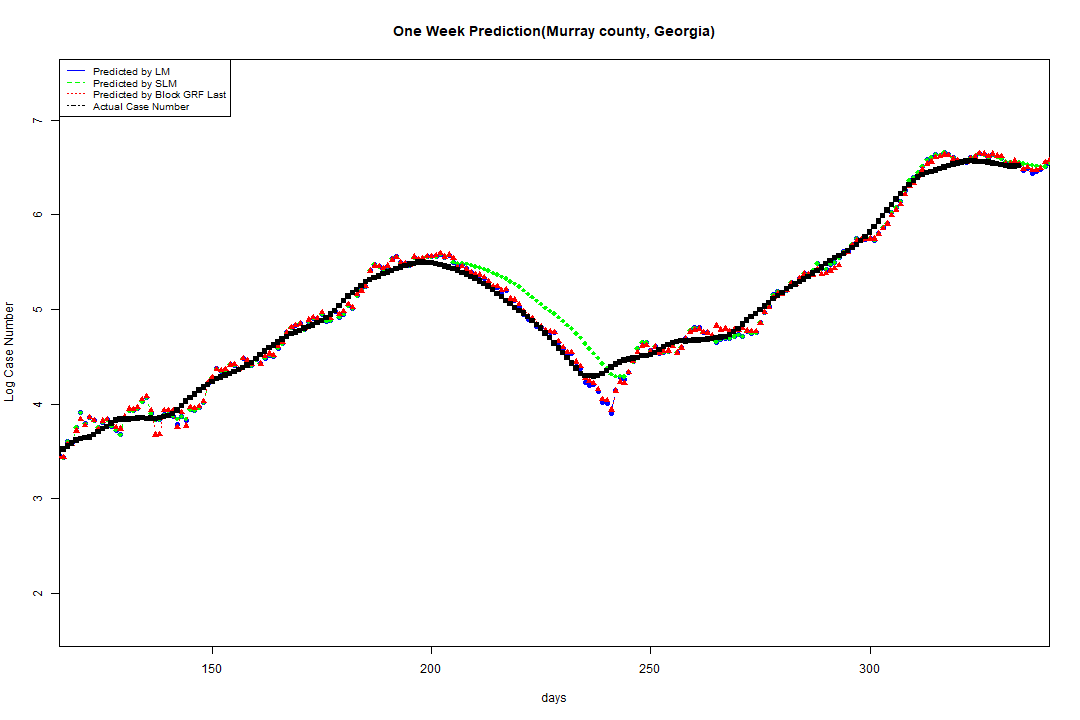 One Week Prediction(Murray county, Georgia)
Predicted by LM
Predicted by SLM
Predicted by Block GRF Last
Actual Case Number
7
6
5
4
3
2
Log Case Number
150
200
250
300
days